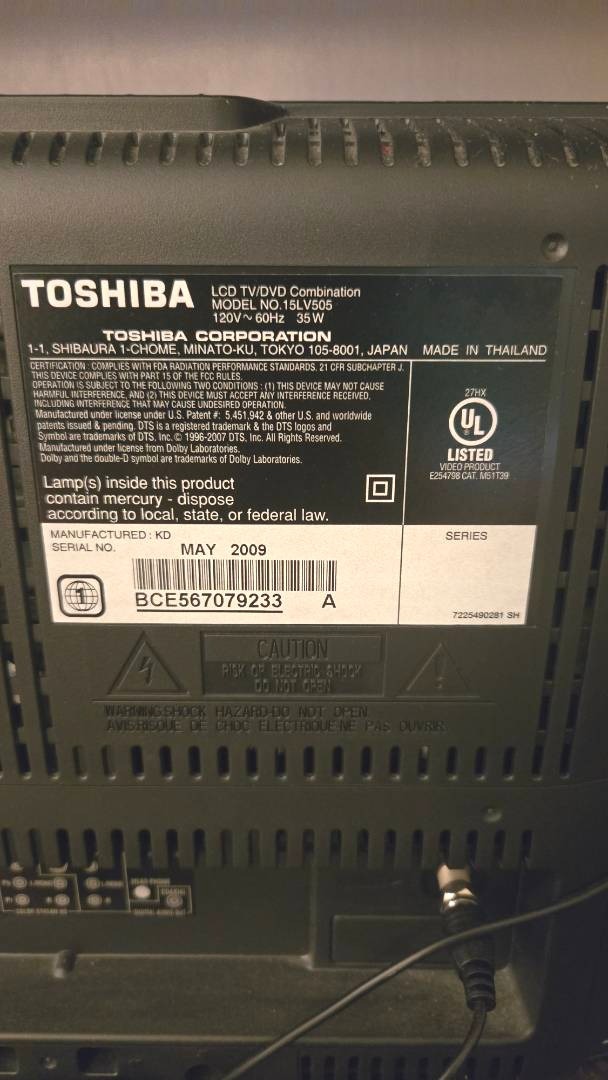 TOSHIBA
LCD TV/DVD Combination
MODEL NO.15LV505
120V~60Hz 35W
TOSHIBA CORPORATION
1-1, SHIBAURA 1-CHOME, MINATO-KU, TOKYO 105-8001, JAPAN MADE IN THAILAND
CERTIFICATION : COMPLIES WITH FDA RADIATION PERFORMANCE STANDARDS, 21 CFR SUBCHAPTER J.
THIS DEVICE COMPLIES WITH PART 15 OF THE FCC RULES
OPERATION IS SUBJECT TO THE FOLLOWING TWO CONDITIONS : (1) THIS DEVICE MAY NOT CAUSE
HARMFUL INTERFERENCE, AND (2) THIS DEVICE MUST ACCEPT ANY INTERFERENCE RECEIVED,
INCLUDING INTERFERENCE THAT MAY CAUSE UNDESIRED OPERATION.
Manufactured under license under U.S. Patent #: 5,451,942 & other U.S. and worldwide
patents issued & pending. DTS is a registered trademark & the DTS logos and
Symbol are trademarks of DTS, Inc. © 1996-2007 DTS, Inc. All Rights Reserved.
Manufactured under license from Dolby Laboratories.
Dolby and the double-D symbol are trademarks of Dolby Laboratories.
Lamp(s) inside this product
contain mercury - dispose
according to local, state, or federal law.
27HX
UL
LISTED
VIDEO PRODUCT
E254798 CAT. M51T39
MANUFACTURED : KD
SERIAL NO.
MAY 2009
1
BCE567079233 A
SERIES
7225490281 SH
CAUTION
RISK OF ELECTRIC SHOCK
DO NOT OPEN
WARNING:SHOCK HAZARD-DO NOT OPEN
AVIS:RISQUE DE CHOC ELECTRIQUE-NE PAS OUVRIR
COAXIAL
DIGITAL AUDIO OUT